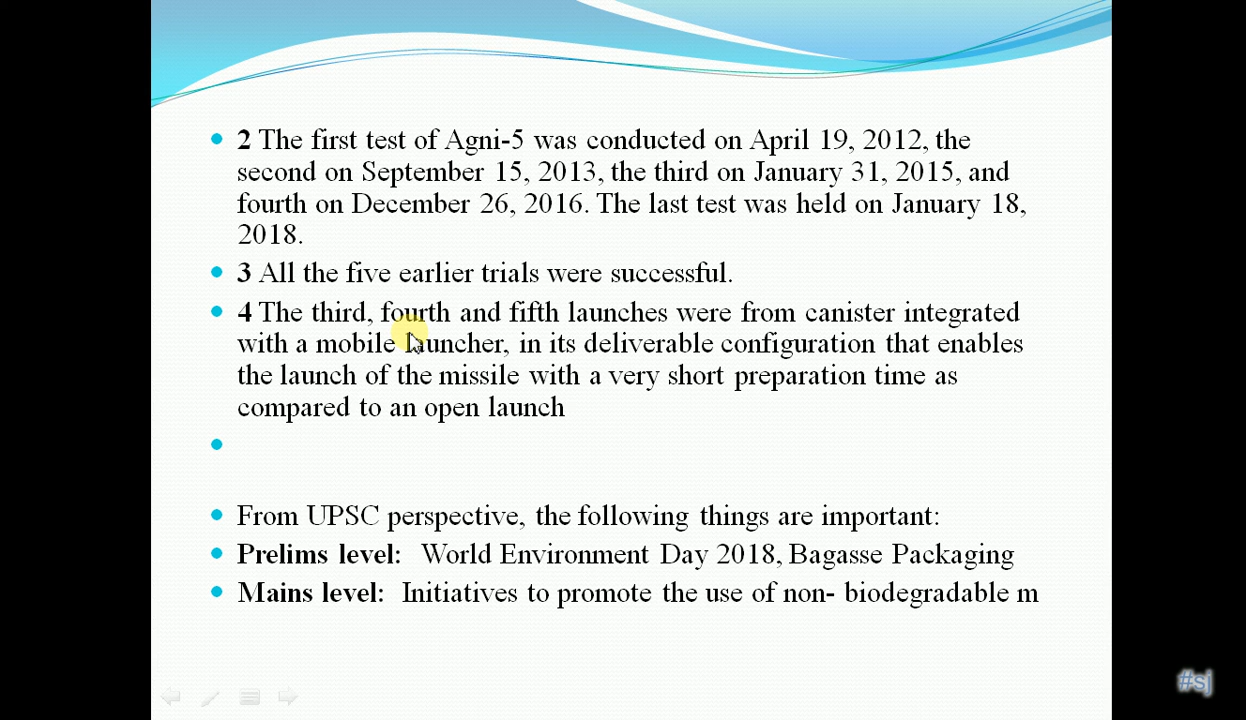 2 The first test of Agni-5 was conducted on April 19, 2012, the
second on September 15, 2013, the third on January 31, 2015, and
fourth on December 26, 2016. The last test was held on January 18,
2018.
3 All the five earlier trials were successful.
4 The third, fourth and fifth launches were from canister integrated
with a mobile launcher, in its deliverable configuration that enables
the launch of the missile with a very short preparation time as
compared to an open launch
From UPSC perspective, the following things are important:
Prelims level: World Environment Day 2018, Bagasse Packaging
Mains level: Initiatives to promote the use of non- biodegradable m
#sj